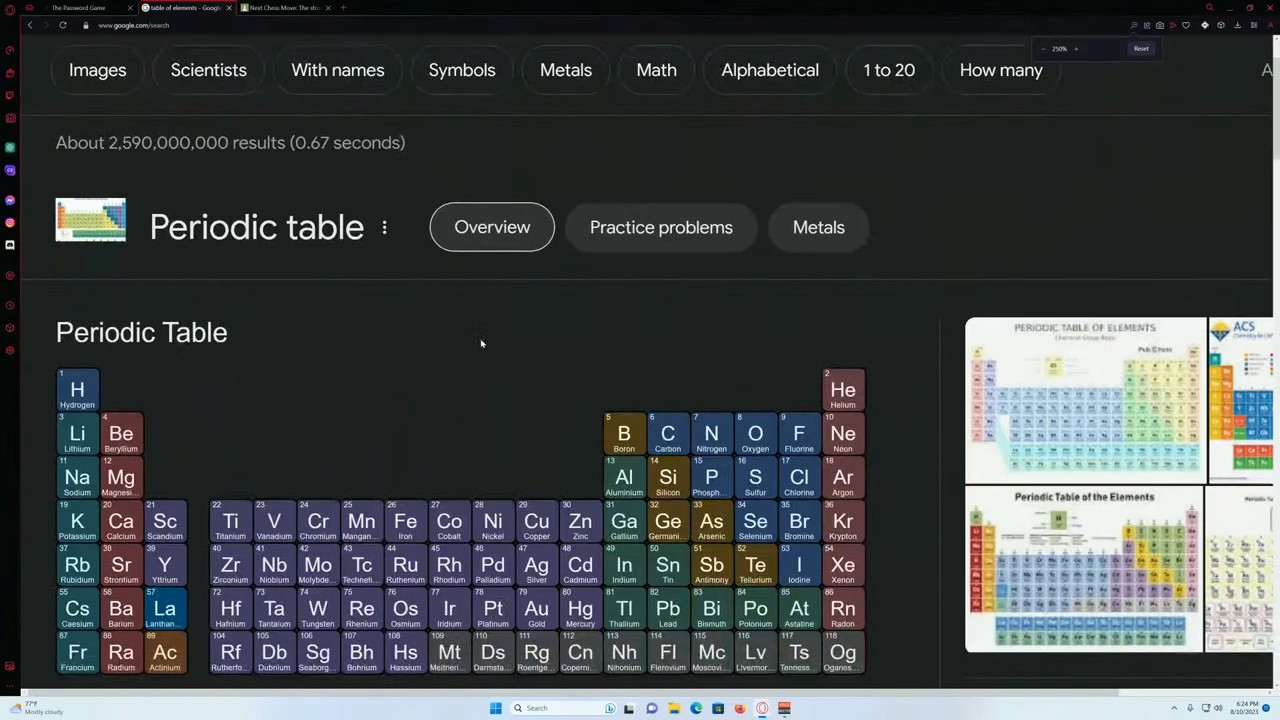 The Password Game
table of elements - Google
Next Chess Move: The stro
www.google.com/search
250%
Reset
Images
Scientists
With names
Symbols
Metals
Math
Alphabetical
1 to 20
How many
About 2,590,000,000 results (0.67 seconds)
Periodic table
Overview
Practice problems
Metals
Periodic Table
1 H Hydrogen
2 He Helium
3 Li Lithium
4 Be Beryllium
5 B Boron
6 C Carbon
7 N Nitrogen
8 O Oxygen
9 F Fluorine
10 Ne Neon
11 Na Sodium
12 Mg Magnesi...
13 Al Aluminium
14 Si Silicon
15 P Phosph...
16 S Sulfur
17 Cl Chlorine
18 Ar Argon
19 K Potassium
20 Ca Calcium
21 Sc Scandium
22 Ti Titanium
23 V Vanadium
24 Cr Chromium
25 Mn Mangan...
26 Fe Iron
27 Co Cobalt
28 Ni Nickel
29 Cu Copper
30 Zn Zinc
31 Ga Gallium
32 Ge Germani...
33 As Arsenic
34 Se Selenium
35 Br Bromine
36 Kr Krypton
37 Rb Rubidium
38 Sr Strontium
39 Y Yttrium
40 Zr Zirconium
41 Nb Niobium
42 Mo Molybde...
43 Tc Techneti...
44 Ru Ruthenium
45 Rh Rhodium
46 Pd Palladium
47 Ag Silver
48 Cd Cadmium
49 In Indium
50 Sn Tin
51 Sb Antimony
52 Te Tellurium
53 I Iodine
54 Xe Xenon
55 Cs Caesium
56 Ba Barium
57 La Lanthan...
72 Hf Hafnium
73 Ta Tantalum
74 W Tungsten
75 Re Rhenium
76 Os Osmium
77 Ir Iridium
78 Pt Platinum
79 Au Gold
80 Hg Mercury
81 Tl Thallium
82 Pb Lead
83 Bi Bismuth
84 Po Polonium
85 At Astatine
86 Rn Radon
87 Fr Francium
88 Ra Radium
89 Ac Actinium
104 Rf Rutherfo...
105 Db Dubnium
106 Sg Seaborg...
107 Bh Bohrium
108 Hs Hassium
109 Mt Meitneri...
110 Ds Darmsta...
111 Rg Roentge...
112 Cn Coperni...
113 Nh Nihonium
114 Fl Flerovium
115 Mc Moscovi...
116 Lv Livermor...
117 Ts Tenness...
118 Og Oganes...
PERIODIC TABLE OF ELEMENTS
ACS
Periodic Table of the Elements
77°F
Mostly cloudy
Search
6:24 PM
8/10/2023